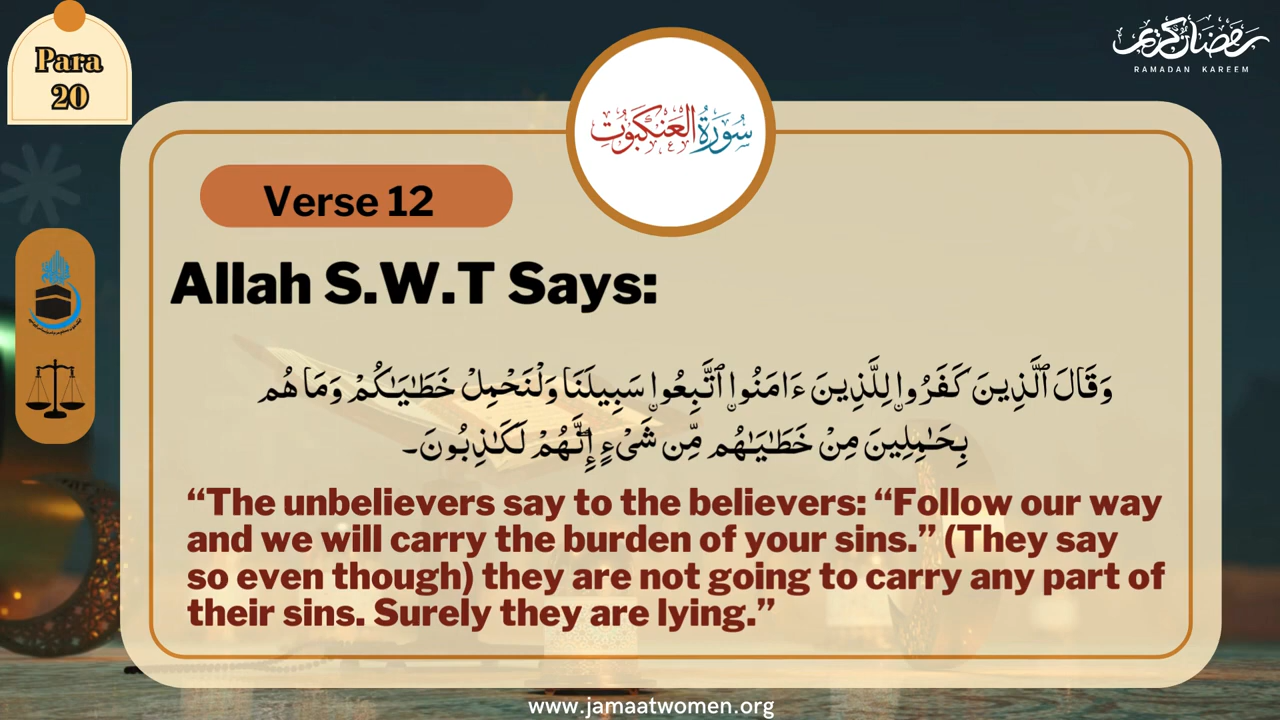 Para
20
رمضان كريم
RAMADAN KAREEM
سُورَةُ العَنكَبُوتِ
Verse 12
Allah S.W.T Says:
وَقَالَ ٱلَّذِينَ كَفَرُوا۟ لِلَّذِينَ ءَامَنُوا۟ ٱتَّبِعُوا۟ سَبِيلَنَا وَلْنَحْمِلْ خَطَـٰيَـٰكُمْ وَمَا هُم
بِحَـٰمِلِينَ مِنْ خَطَـٰيَـٰهُم مِّن شَىْءٍ إِنَّهُمْ لَكَـٰذِبُونَ۔
“The unbelievers say to the believers: “Follow our way
and we will carry the burden of your sins.” (They say
so even though) they are not going to carry any part of
their sins. Surely they are lying.”
www.jamaatwomen.org